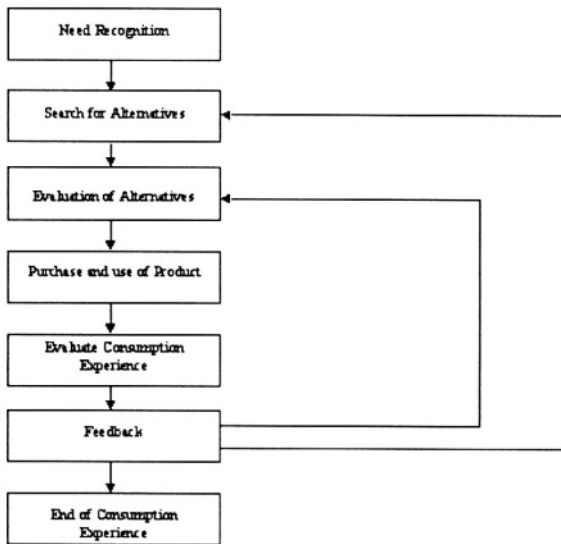 Need Recognition
Search for Alternatives
Evaluation of Alternatives
Purchase and use of Product
Evaluate Consumption
Experience
Feedback
End of Consumption
Experience